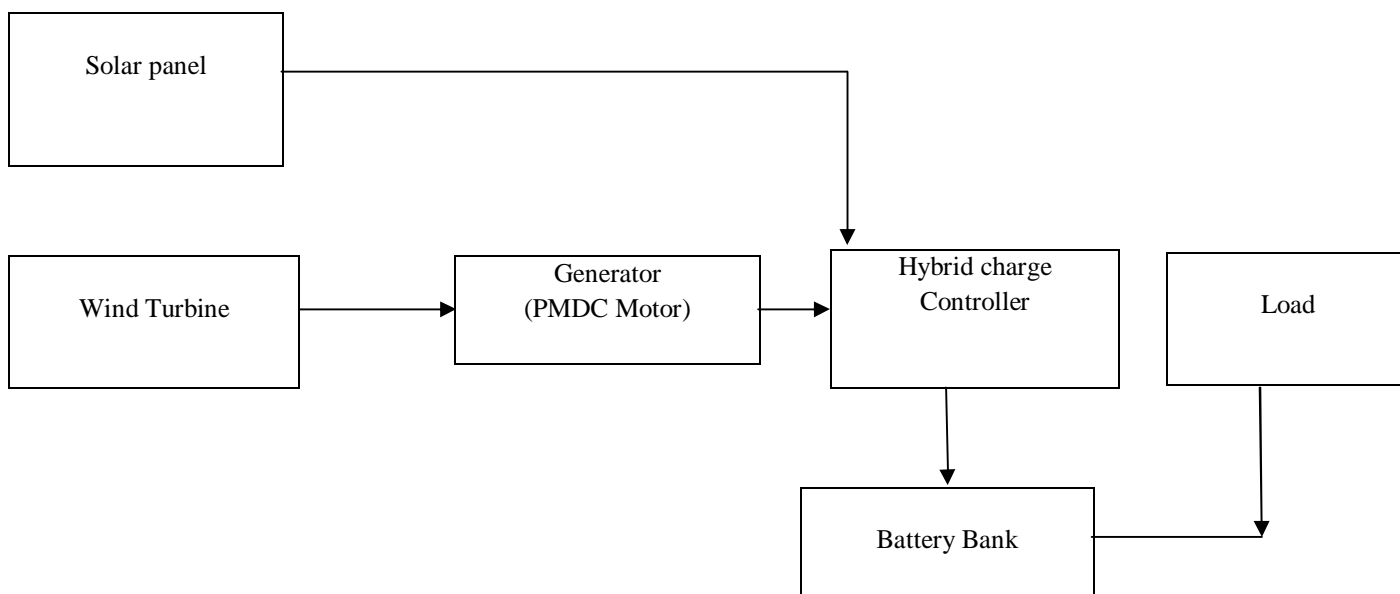 Solar panel
Wind Turbine
Generator
(PMDC Motor)
Hybrid charge
Controller
Load
Battery Bank